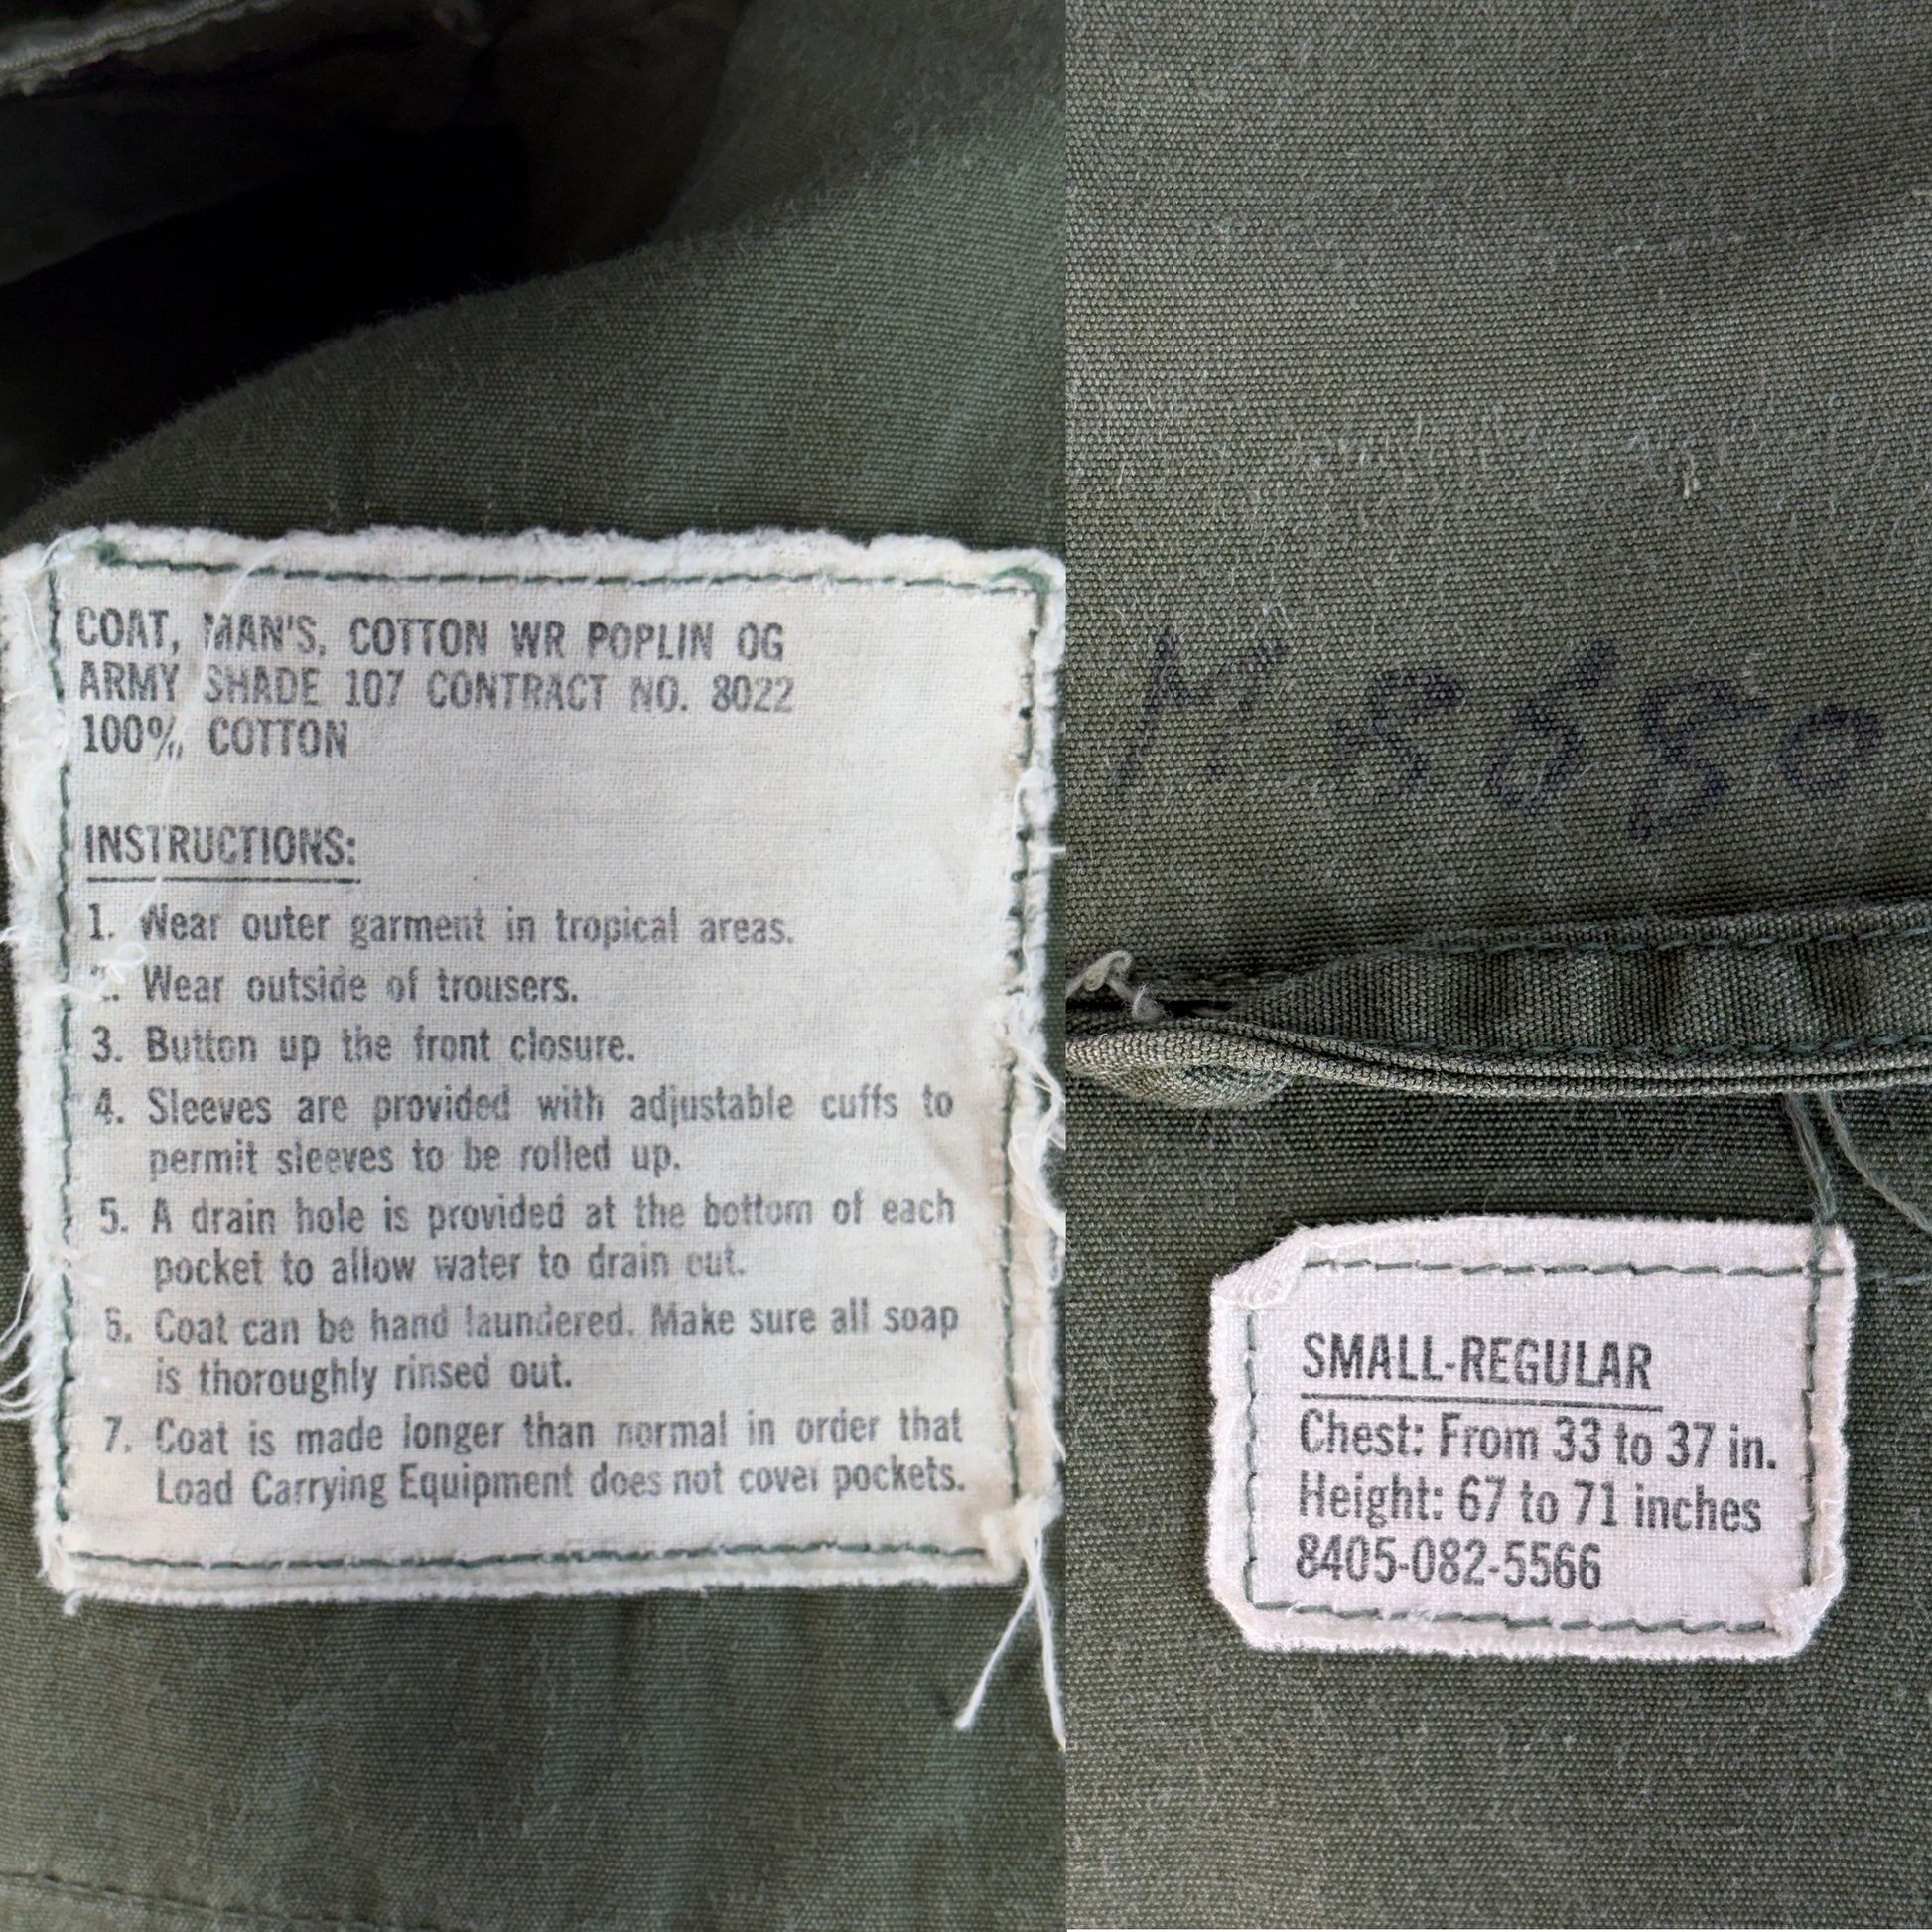 COAT, MAN'S, COTTON WR POPLIN OG
ARMY SHADE 107 CONTRACT NO. 8022
100% COTTON
INSTRUCTIONS:
1. Wear outer garment in tropical areas.
2. Wear outside of trousers.
3. Button up the front closure.
4. Sleeves are provided with adjustable cuffs to
permit sleeves to be rolled up.
5. A drain hole is provided at the bottom of each
pocket to allow water to drain out.
6. Coat can be hand laundered. Make sure all soap
is thoroughly rinsed out.
7. Coat is made longer than normal in order that
Load Carrying Equipment does not cover pockets.
SMALL-REGULAR
Chest: From 33 to 37 in.
Height: 67 to 71 inches
8405-082-5566